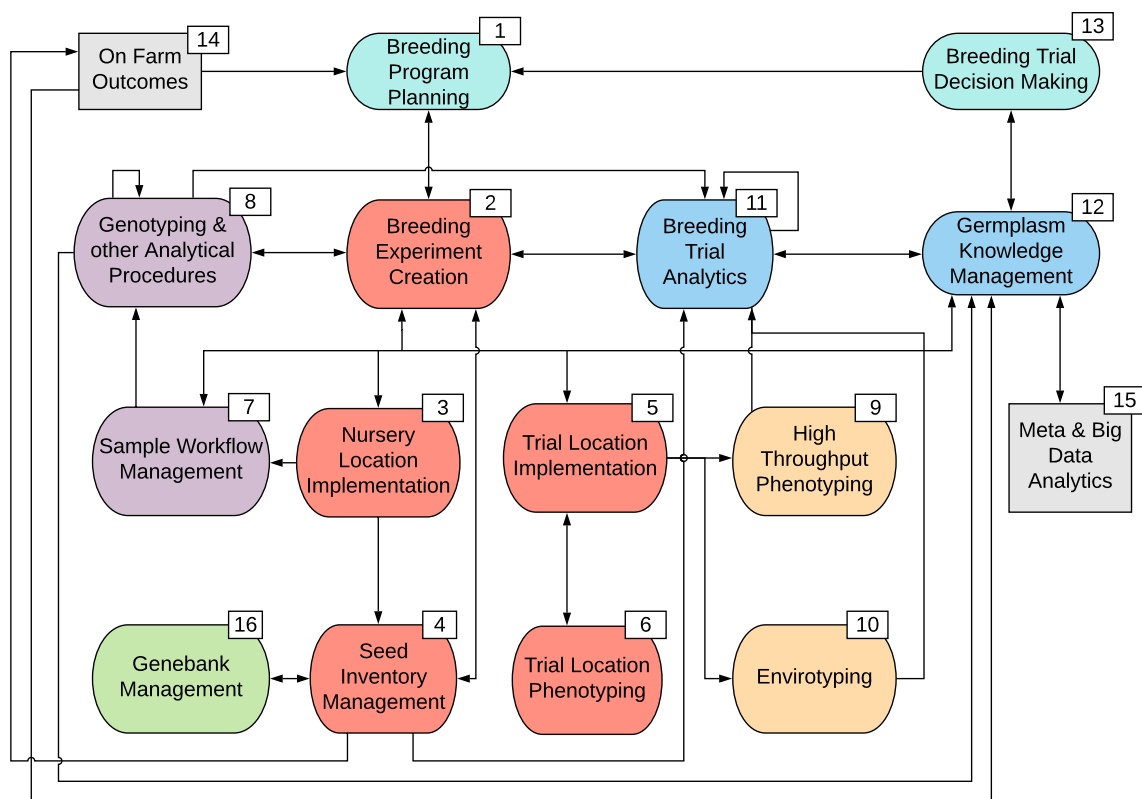 14
On Farm
Outcomes
1
Breeding
Program
Planning
13
Breeding Trial
Decision Making
8
Genotyping &
other Analytical
Procedures
2
Breeding
Experiment
Creation
11
Breeding
Trial
Analytics
12
Germplasm
Knowledge
Management
7
Sample Workflow
Management
3
Nursery
Location
Implementation
5
Trial Location
Implementation
9
High
Throughput
Phenotyping
15
Meta & Big
Data
Analytics
16
Genebank
Management
4
Seed
Inventory
Management
6
Trial Location
Phenotyping
10
Envirotyping